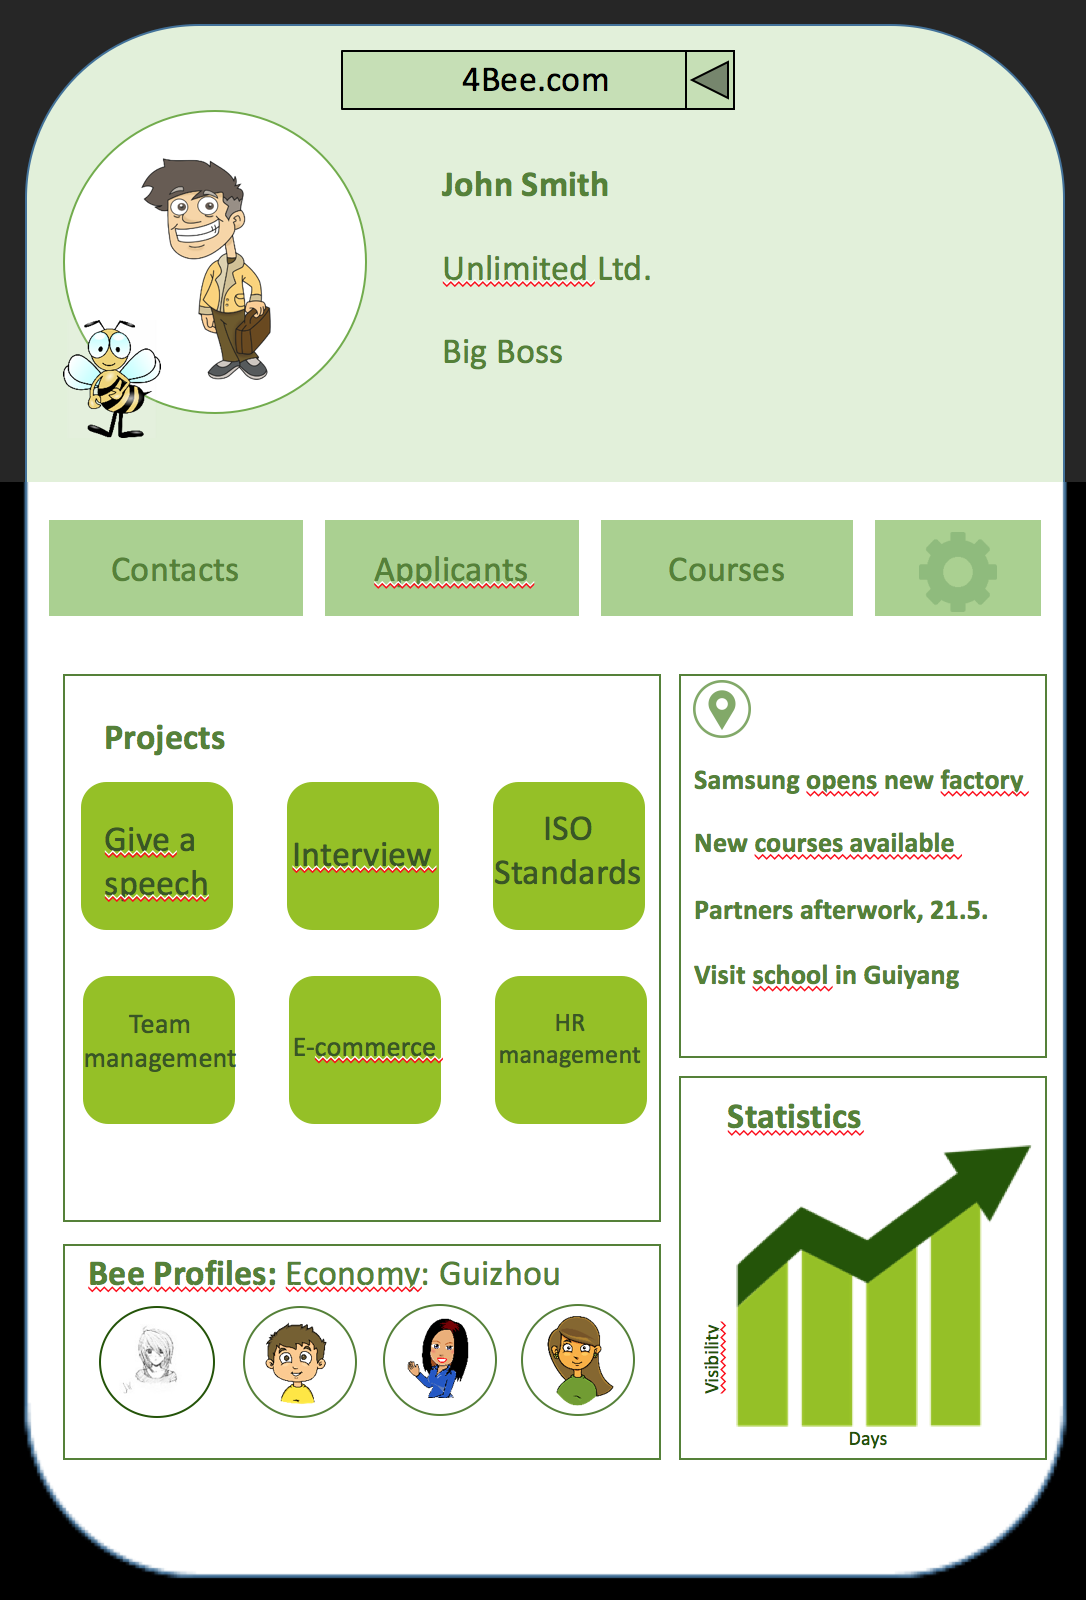 4Bee.com
John Smith
Unlimited Ltd.
Big Boss
Contacts
Applicants
Courses
Projects
Give a
speech
Interview
ISO
Standards
Team
management
E-commerce
HR
management
Samsung opens new factory
New courses available
Partners afterwork, 21.5.
Visit school in Guiyang
Statistics
Visibility
Days
Bee Profiles: Economy: Guizhou